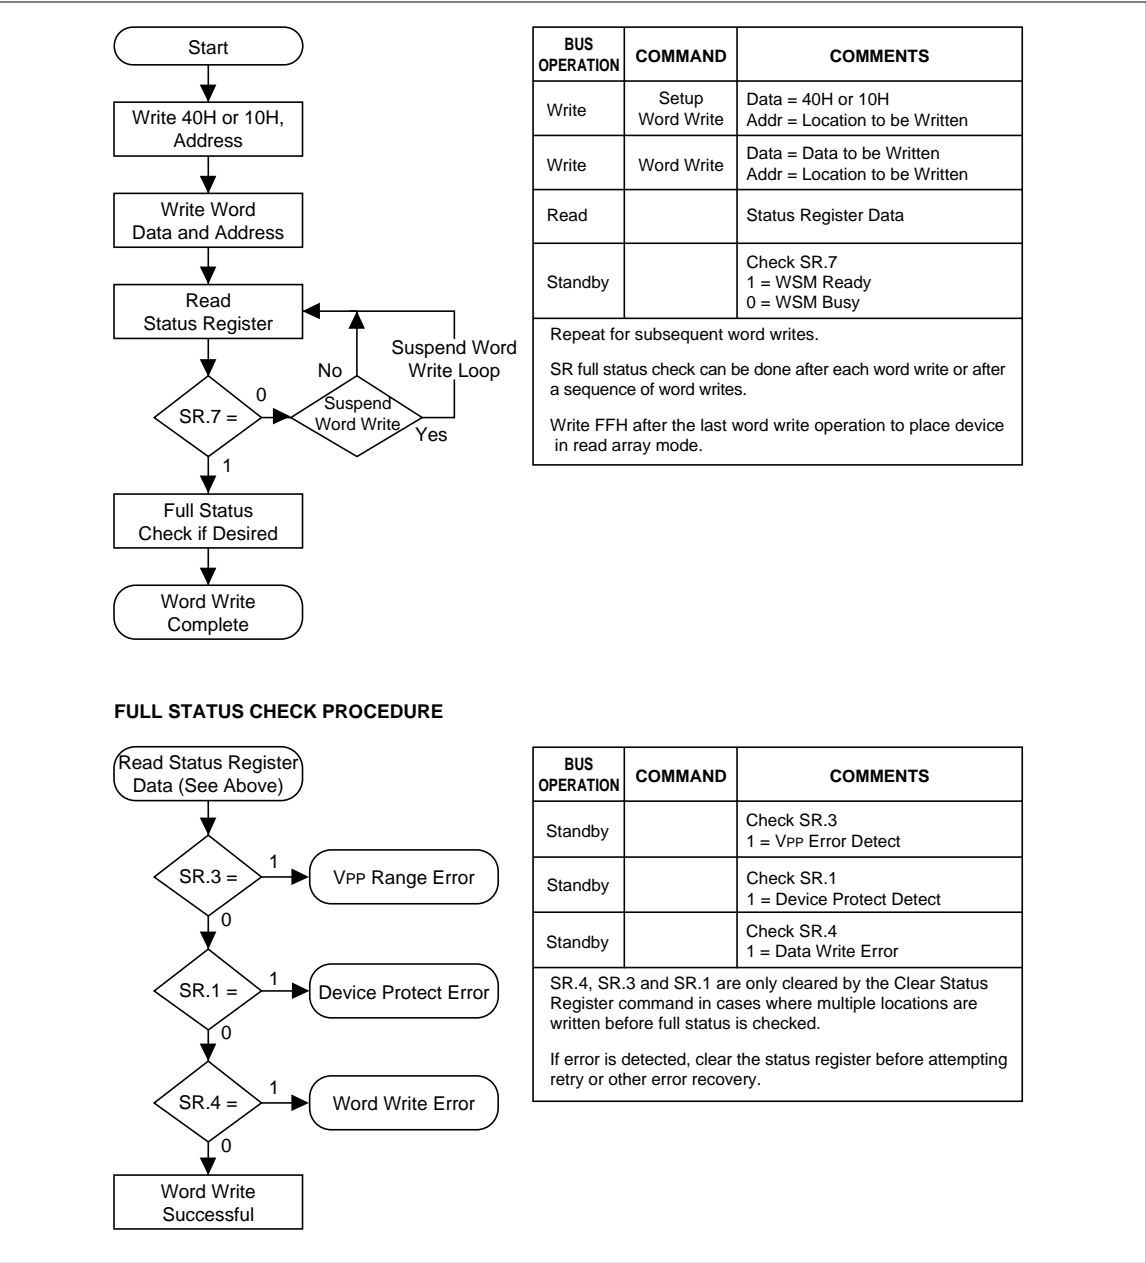 Start
Write 40H or 10H,
Address
Write Word
Data and Address
Read
Status Register
Suspend Word
Write Loop
No
0
SR.7 =
Suspend
Word Write
Yes
1
Full Status
Check if Desired
Word Write
Complete
BUS OPERATION COMMAND COMMENTS
Write Setup Word Write Data = 40H or 10H
Addr = Location to be Written
Write Word Write Data = Data to be Written
Addr = Location to be Written
Read Status Register Data
Standby Check SR.7
1 = WSM Ready
0 = WSM Busy
Repeat for subsequent word writes.
SR full status check can be done after each word write or after
a sequence of word writes.
Write FFH after the last word write operation to place device
in read array mode.
FULL STATUS CHECK PROCEDURE
Read Status Register
Data (See Above)
SR.3 =
1
VPP Range Error
0
SR.1 =
1
Device Protect Error
0
SR.4 =
1
Word Write Error
0
Word Write
Successful
BUS OPERATION COMMAND COMMENTS
Standby Check SR.3
1 = VPP Error Detect
Standby Check SR.1
1 = Device Protect Detect
Standby Check SR.4
1 = Data Write Error
SR.4, SR.3 and SR.1 are only cleared by the Clear Status
Register command in cases where multiple locations are
written before full status is checked.
If error is detected, clear the status register before attempting
retry or other error recovery.